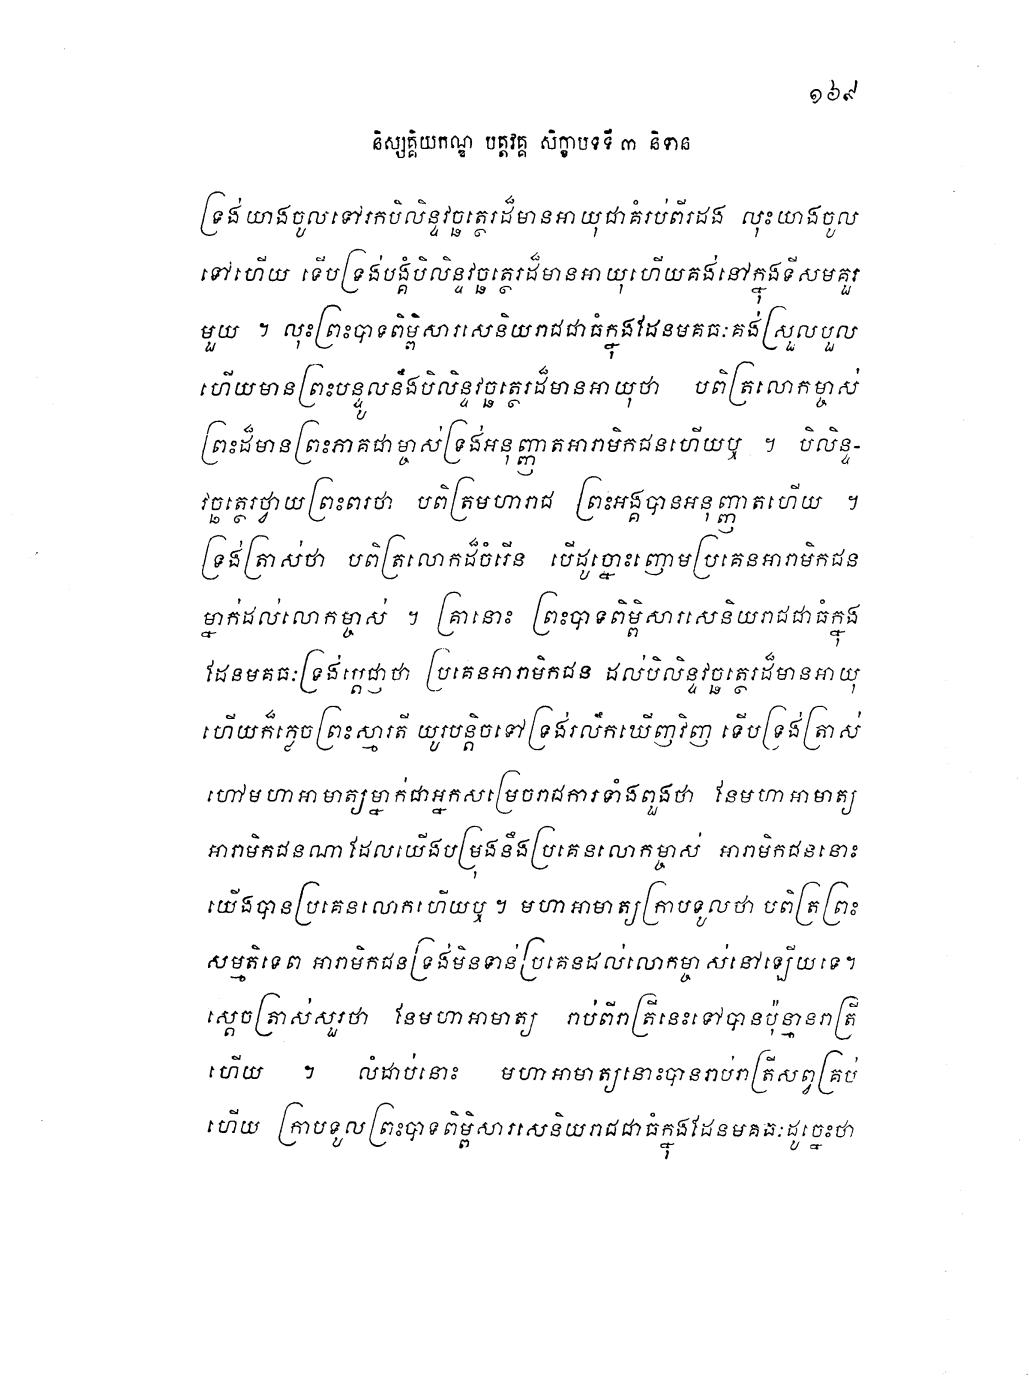 ១៦៩
និស្សគ្គិយកណ្ឌ បត្តវគ្គ សិក្ខាបទទី ៣ និទាន
ទ្រង់យាងចូលទៅរកបិលិន្ទវច្ឆត្ថេរដ៏មានអាយុជាគំរប់ពីរដង លុះយាងចូល
ទៅហើយ ទើបទ្រង់បង្គំបិលិន្ទវច្ឆត្ថេរដ៏មានអាយុហើយគង់នៅក្នុងទីសមគួរ
មួយ ។ លុះព្រះបាទពិម្ពិសារសេនិយរាជជាធំក្នុងដែនមគធៈគង់ស្រួលបួល
ហើយមានព្រះបន្ទូលនឹងបិលិន្ទវច្ឆត្ថេរដ៏មានអាយុថា បពិត្រលោកម្ចាស់
ព្រះដ៏មានព្រះភាគជាម្ចាស់ទ្រង់អនុញ្ញាតអារាមិកជនហើយឬ ។ បិលិន្ទ-
វច្ឆត្ថេរថ្វាយព្រះពរថា បពិត្រមហារាជ ព្រះអង្គបានអនុញ្ញាតហើយ ។
ទ្រង់ត្រាស់ថា បពិត្រលោកដ៏ចំរើន បើដូច្នោះញោមប្រគេនអារាមិកជន
ម្នាក់ដល់លោកម្ចាស់ ។ គ្រានោះ ព្រះបាទពិម្ពិសារសេនិយរាជជាធំក្នុង
ដែនមគធៈទ្រង់ប្តេជ្ញាថា ប្រគេនអារាមិកជន ដល់បិលិន្ទវច្ឆត្ថេរដ៏មានអាយុ
ហើយក៏ភ្លេចព្រះស្មារតី យូរបន្តិចទៅទ្រង់រលឹកឃើញវិញ ទើបទ្រង់ត្រាស់
ហៅមហាអាមាត្យម្នាក់ជាអ្នកសម្រេចរាជការទាំងពួងថា នែមហាអាមាត្យ
អារាមិកជនណាដែលយើងបម្រុងនឹងប្រគេនលោកម្ចាស់ អារាមិកជននោះ
យើងបានប្រគេនលោកហើយឬ ។ មហាអាមាត្យក្រាបទូលថា បពិត្រព្រះ
សម្មតិទេព អារាមិកជនទ្រង់មិនទាន់ប្រគេនដល់លោកម្ចាស់នៅឡើយទេ។
ស្តេចត្រាស់សួរថា នែមហាអាមាត្យ រាប់ពីរាត្រីនេះទៅបានប៉ុន្មានរាត្រី
ហើយ ។ លំដាប់នោះ មហាអាមាត្យនោះបានរាប់រាត្រីសព្វគ្រប់
ហើយ ក្រាបទូលព្រះបាទពិម្ពិសារសេនិយរាជជាធំក្នុងដែនមគធៈដូច្នេះថា